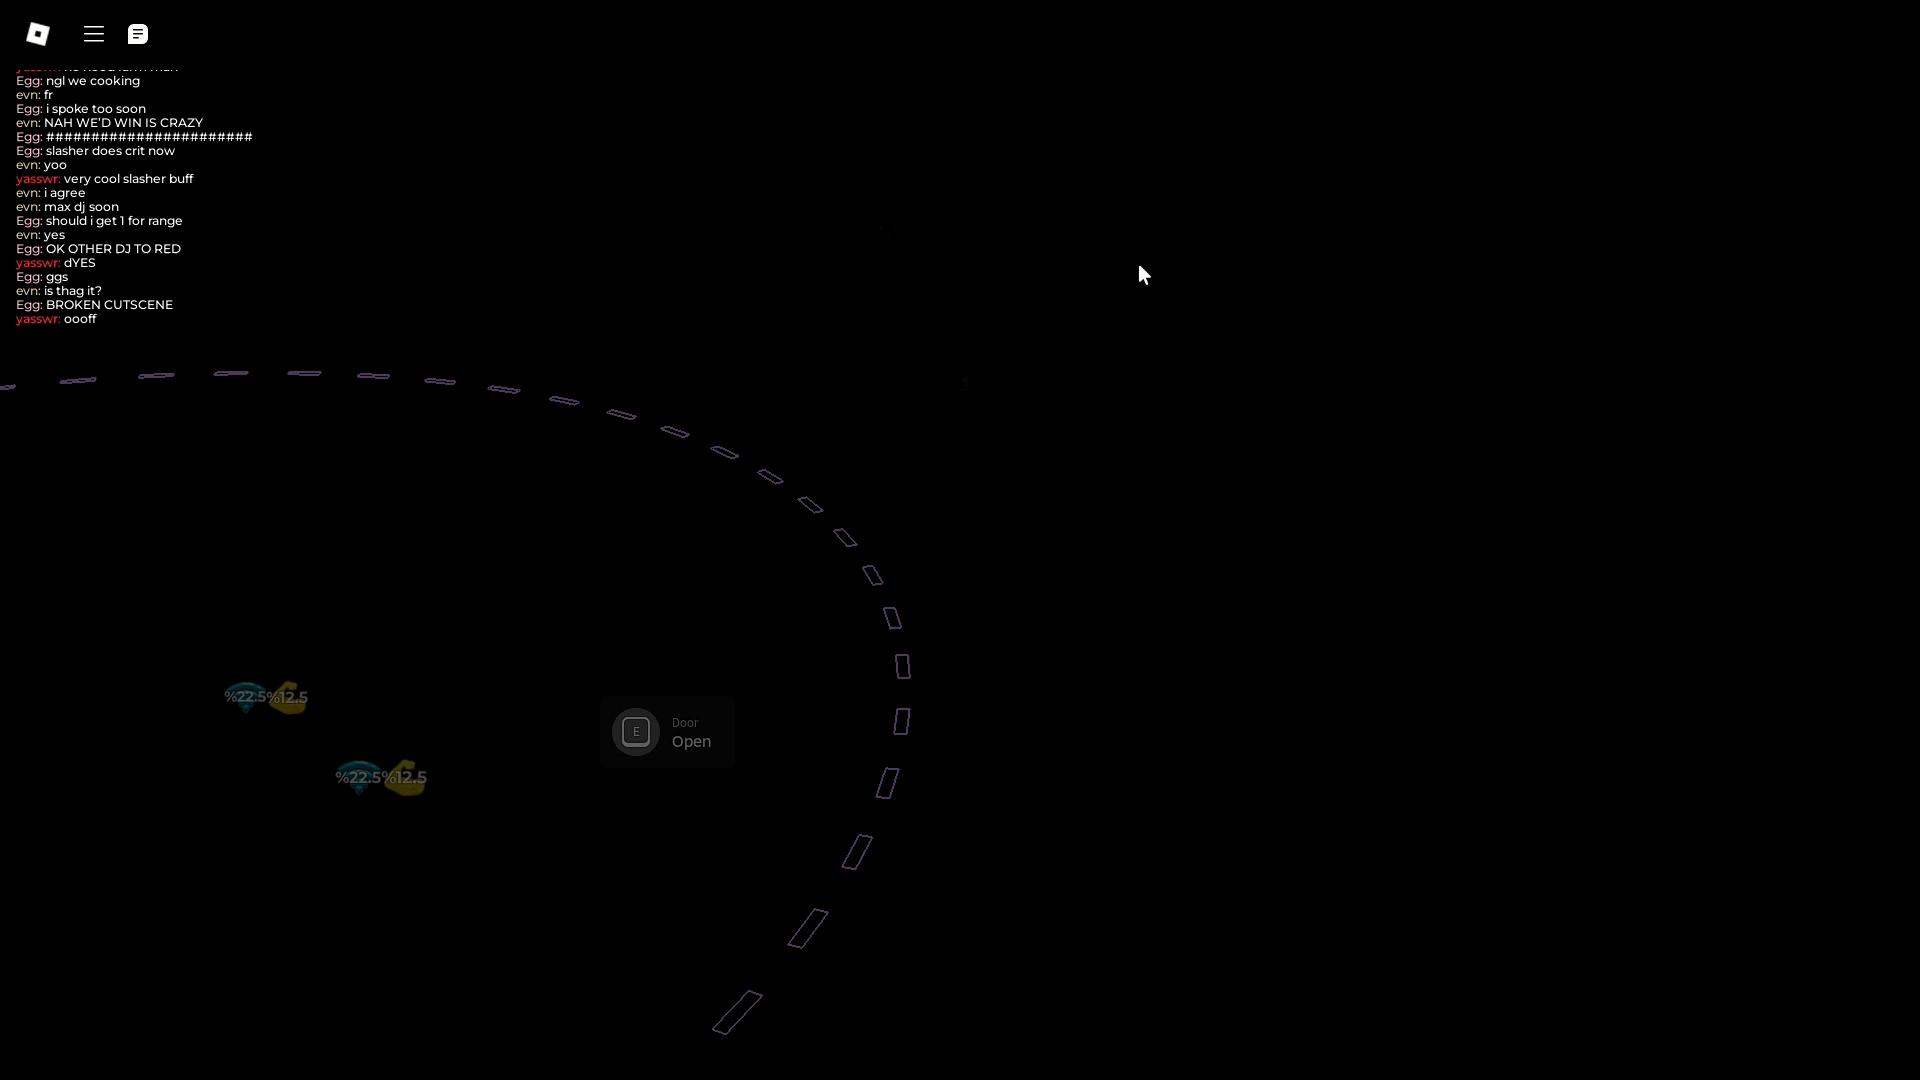 Egg: ngl we cooking
evn: fr
Egg: i spoke too soon
evn: NAH WE'D WIN IS CRAZY
Egg: #######################
Egg: slasher does crit now
evn: yoo
yasswr: very cool slasher buff
evn: i agree
evn: max dj soon
Egg: should i get 1 for range
evn: yes
Egg: OK OTHER DJ TO RED
yasswr: dYES
Egg: ggs
evn: is thag it?
Egg: BROKEN CUTSCENE
yasswr: oooff
%22.5%12.5
Door
E Open
%22.5%12.5